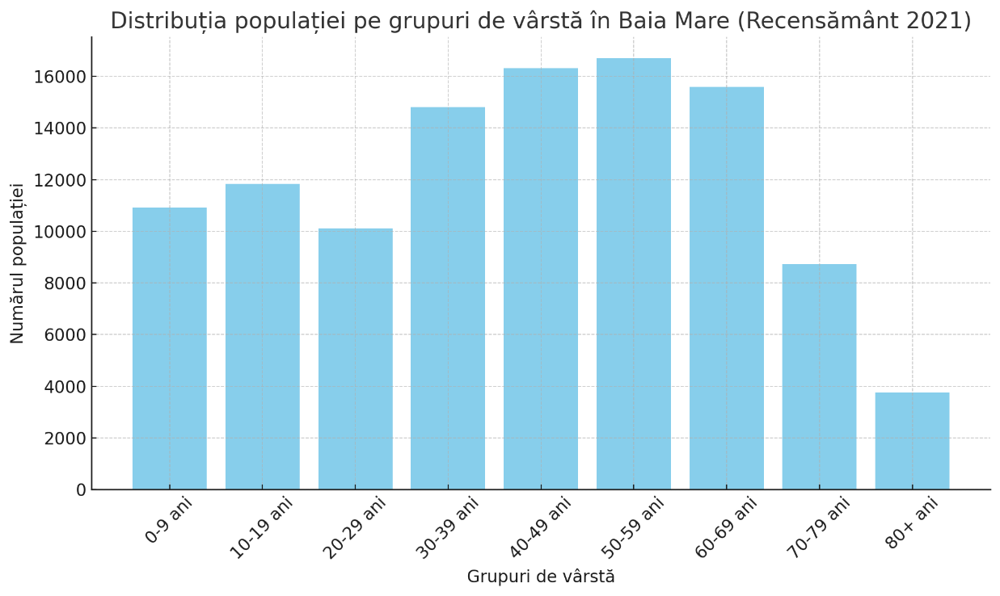 Distribuția populației pe grupuri de vârstă în Baia Mare (Recensământ 2021)
Numărul populației
16000
14000
12000
10000
8000
6000
4000
2000
0
0-9 ani
10-19 ani
20-29 ani
30-39 ani
40-49 ani
50-59 ani
60-69 ani
70-79 ani
80+ ani
Grupuri de vârstă